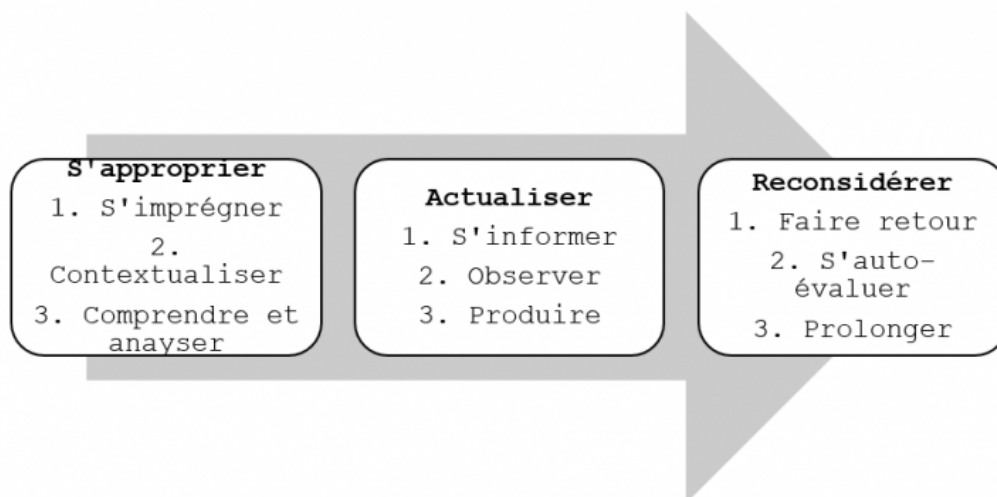 S'approprier
1. S'imprégner
2.
Contextualiser
3. Comprendre et
anayser
Actualiser
1. S'informer
2. Observer
3. Produire
Reconsidérer
1. Faire retour
2. S'auto-
évaluer
3. Prolonger